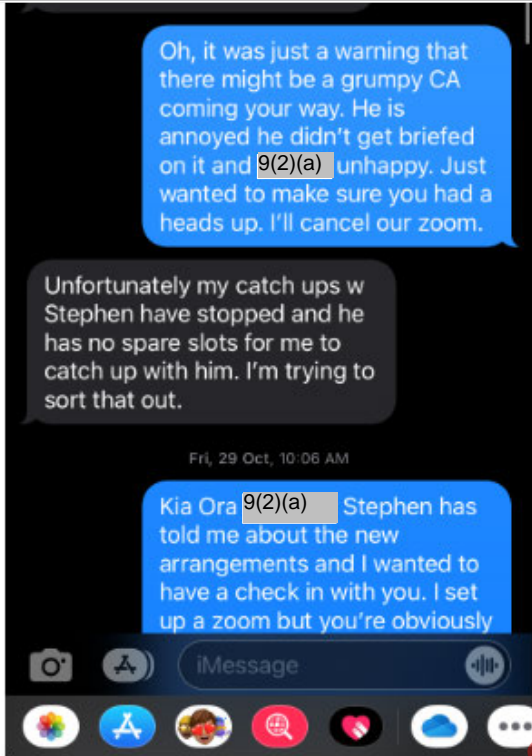 Oh, it was just a warning that
there might be a grumpy CA
coming your way. He is
annoyed he didn't get briefed
on it and 9(2)(a) unhappy. Just
wanted to make sure you had a
heads up. I'll cancel our zoom.
Unfortunately my catch ups w
Stephen have stopped and he
has no spare slots for me to
catch up with him. I'm trying to
sort that out.
Fri, 29 Oct, 10:06 AM
Kia Ora 9(2)(a) Stephen has
told me about the new
arrangements and I wanted to
have a check in with you. I set
up a zoom but you're obviously
iMessage